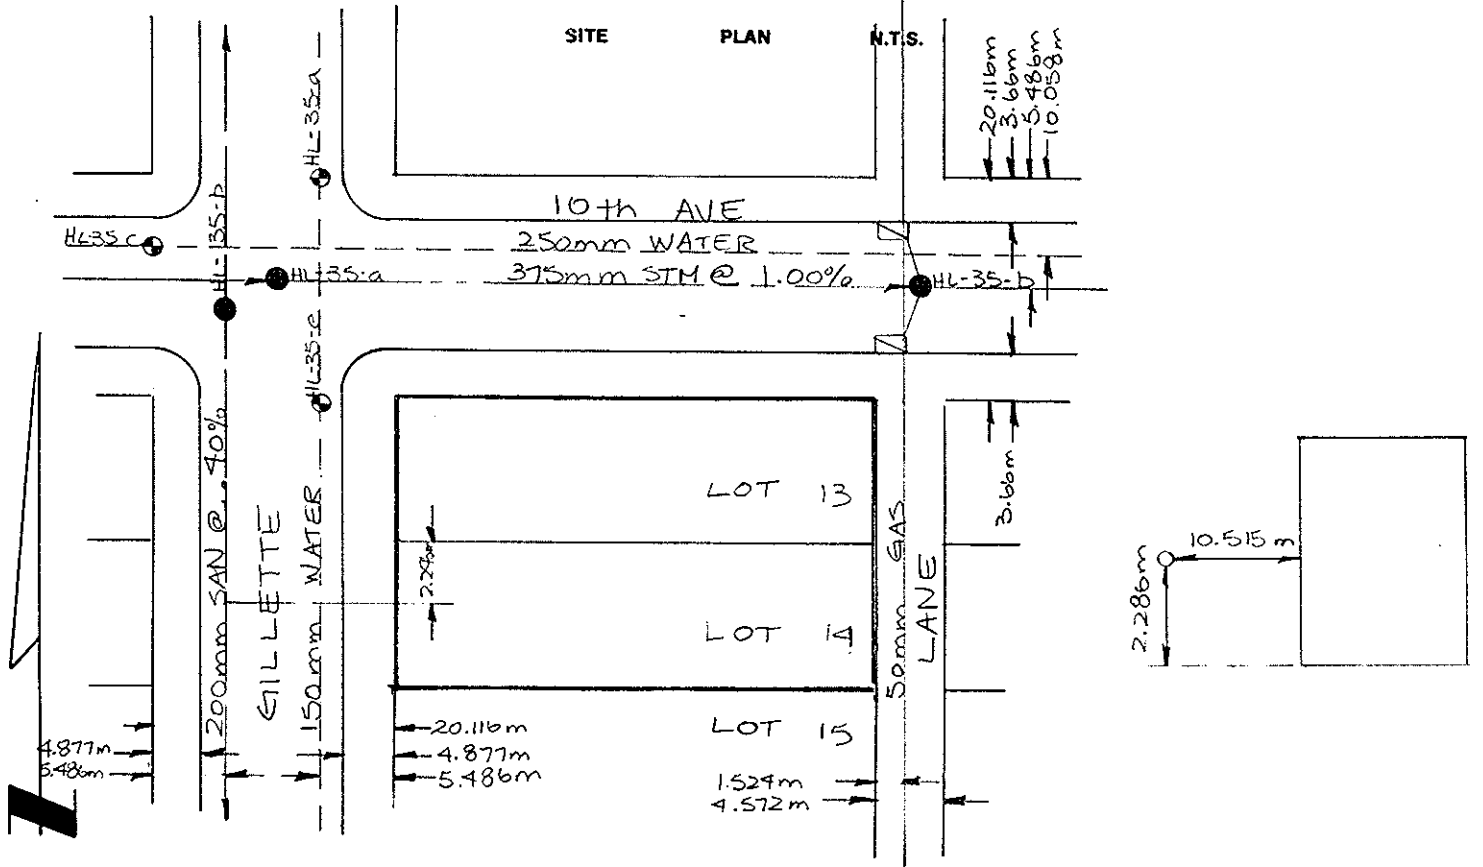 SITE PLAN N.T.S.
20.116m
3.66m
5.486m
10.058m
HL-35-a
HL-35-b
10th AVE
HL35c
250mm WATER
HL-35-a
375mm STM @ 1.00%
HL-35-b
HL-35-c
200mm SAN @ .40%
GILLETTE
150mm WATER
LOT 13
3.66m
50mm GAS
LANE
10.515 m
2.286m
LOT 14
LOT 15
4.877m
5.486m
20.116m
4.877m
5.486m
1.524m
4.572m